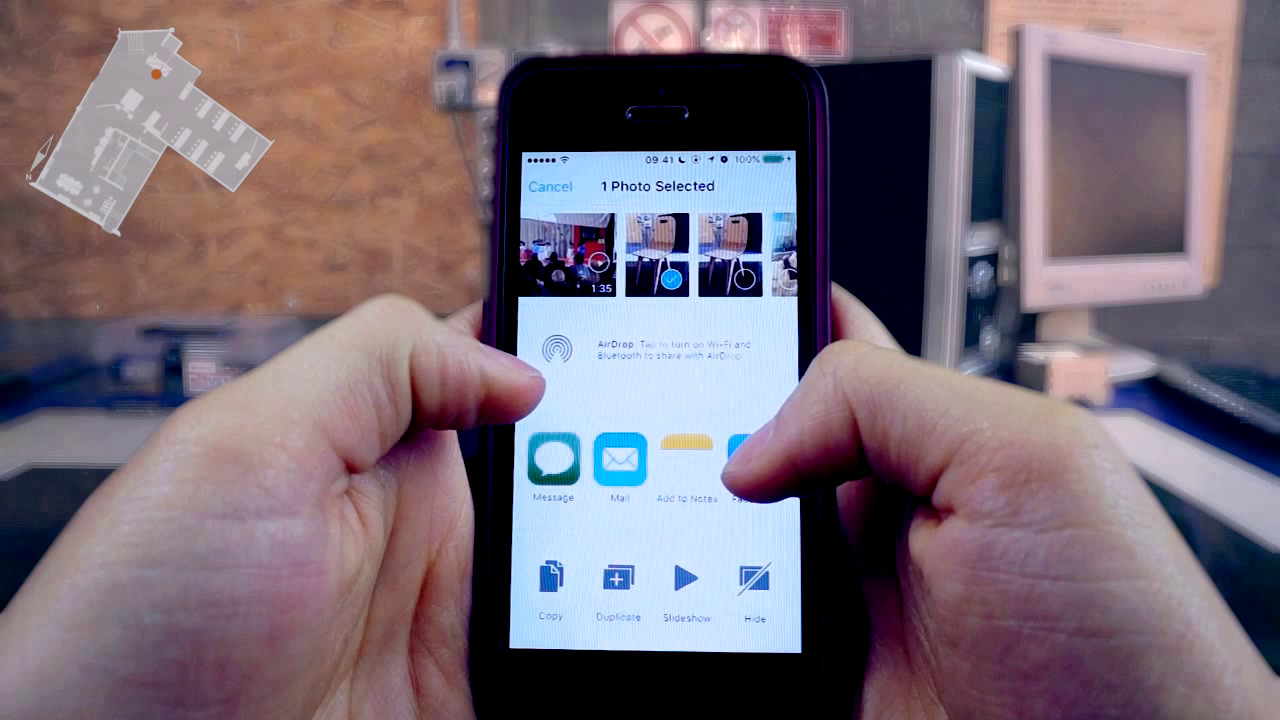 N
09:41
100%
Cancel
1 Photo Selected
1:35
AirDrop. Tap to turn on Wi-Fi and
Bluetooth to share with AirDrop.
Message
Mail
Add to Notes
Copy
Duplicate
Slideshow
Hide